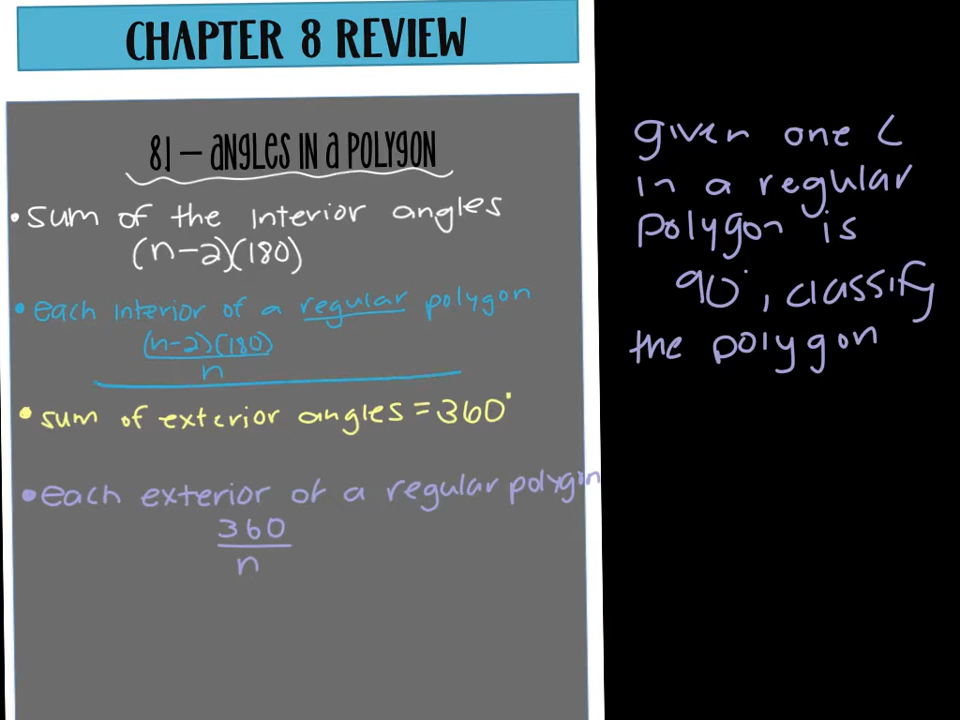 CHAPTER 8 REVIEW
81 – ANGLES IN A POLYGON
• sum of the interior angles
(n-2)(180)
• each interior of a regular polygon
(n-2)(180)
n
• sum of exterior angles = 360°
• each exterior of a regular polygon
360
n
given one <
in a regular
polygon is
90°, classify
the polygon